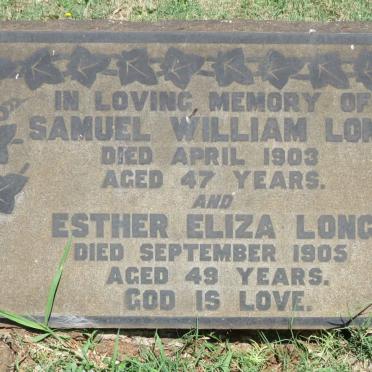 IN LOVING MEMORY OF
SAMUEL WILLIAM LONG
DIED APRIL 1903
AGED 47 YEARS.
AND
ESTHER ELIZA LONG
DIED SEPTEMBER 1905
AGED 49 YEARS.
GOD IS LOVE.